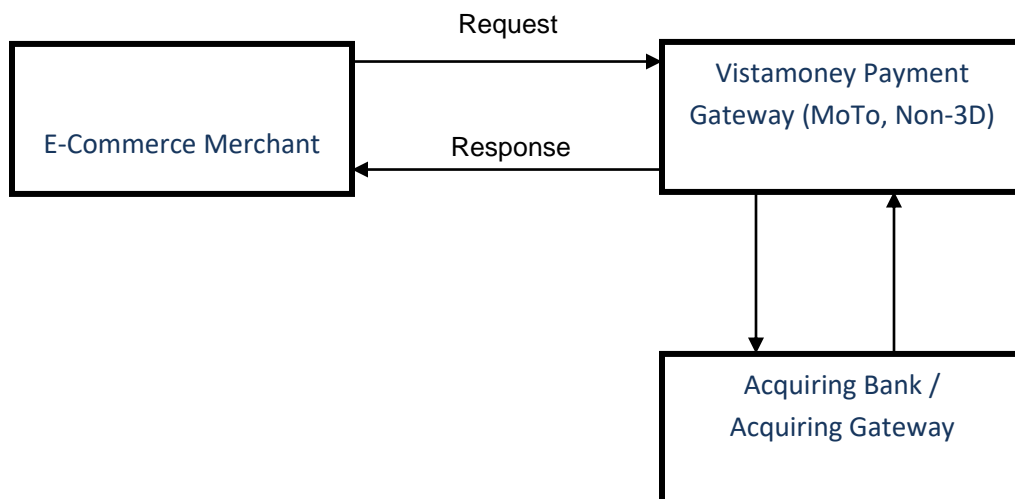 Request
Vistamoney Payment
Gateway (MoTo, Non-3D)
E-Commerce Merchant
Response
Acquiring Bank /
Acquiring Gateway